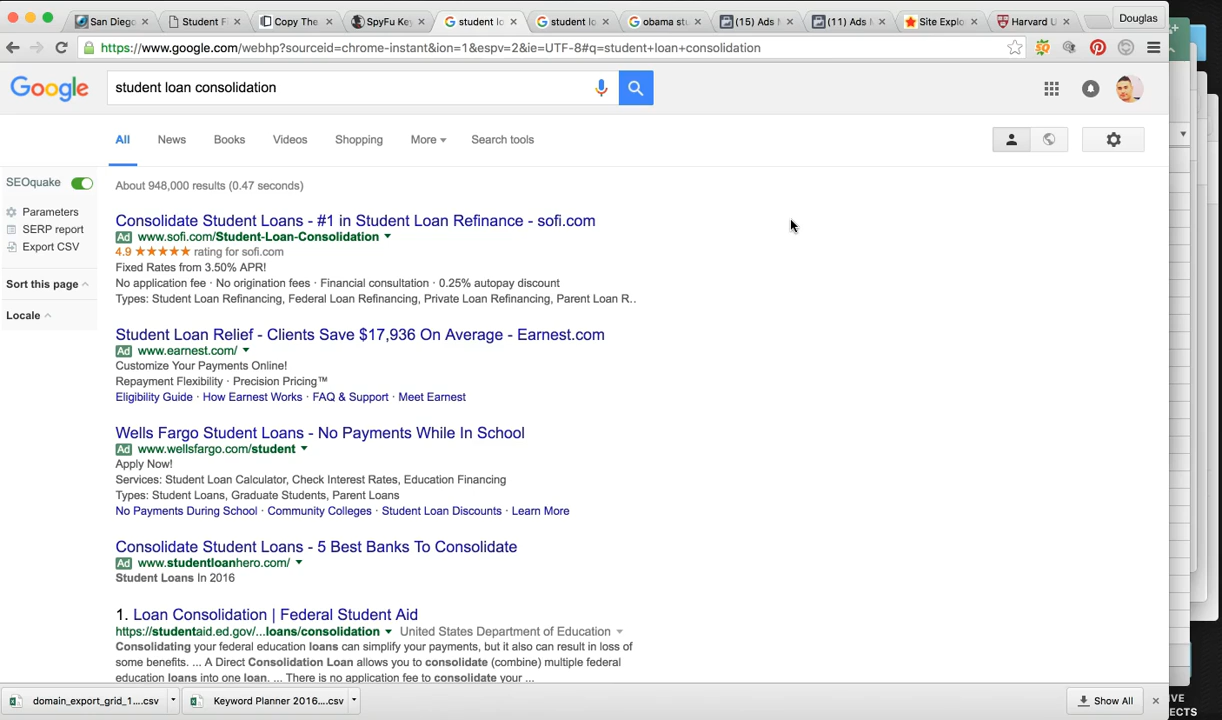 San Diego
Student F
Copy The
SpyFu Key
student lo
student lo
obama stu
(15) Ads M
(11) Ads M
Site Explo
Harvard U
Douglas
https://www.google.com/webhp?sourceid=chrome-instant&ion=1&espv=2&ie=UTF-8#q=student+loan+consolidation
Google
student loan consolidation
All News Books Videos Shopping More Search tools
SEOquake
Parameters
SERP report
Export CSV
Sort this page
Locale
About 948,000 results (0.47 seconds)
Consolidate Student Loans - #1 in Student Loan Refinance - sofi.com
Ad www.sofi.com/Student-Loan-Consolidation
4.9 ★★★★★ rating for sofi.com
Fixed Rates from 3.50% APR!
No application fee · No origination fees · Financial consultation · 0.25% autopay discount
Types: Student Loan Refinancing, Federal Loan Refinancing, Private Loan Refinancing, Parent Loan R..
Student Loan Relief - Clients Save $17,936 On Average - Earnest.com
Ad www.earnest.com/
Customize Your Payments Online!
Repayment Flexibility · Precision Pricing™
Eligibility Guide · How Earnest Works · FAQ & Support · Meet Earnest
Wells Fargo Student Loans - No Payments While In School
Ad www.wellsfargo.com/student
Apply Now!
Services: Student Loan Calculator, Check Interest Rates, Education Financing
Types: Student Loans, Graduate Students, Parent Loans
No Payments During School · Community Colleges · Student Loan Discounts · Learn More
Consolidate Student Loans - 5 Best Banks To Consolidate
Ad www.studentloanhero.com/
Student Loans In 2016
1. Loan Consolidation | Federal Student Aid
https://studentaid.ed.gov/...loans/consolidation United States Department of Education
Consolidating your federal education loans can simplify your payments, but it also can result in loss of
some benefits. ... A Direct Consolidation Loan allows you to consolidate (combine) multiple federal
education loans into one loan. ... There is no application fee to consolidate your ...
domain_export_grid_1....csv
Keyword Planner 2016....csv
Show All
IVE
ECTS